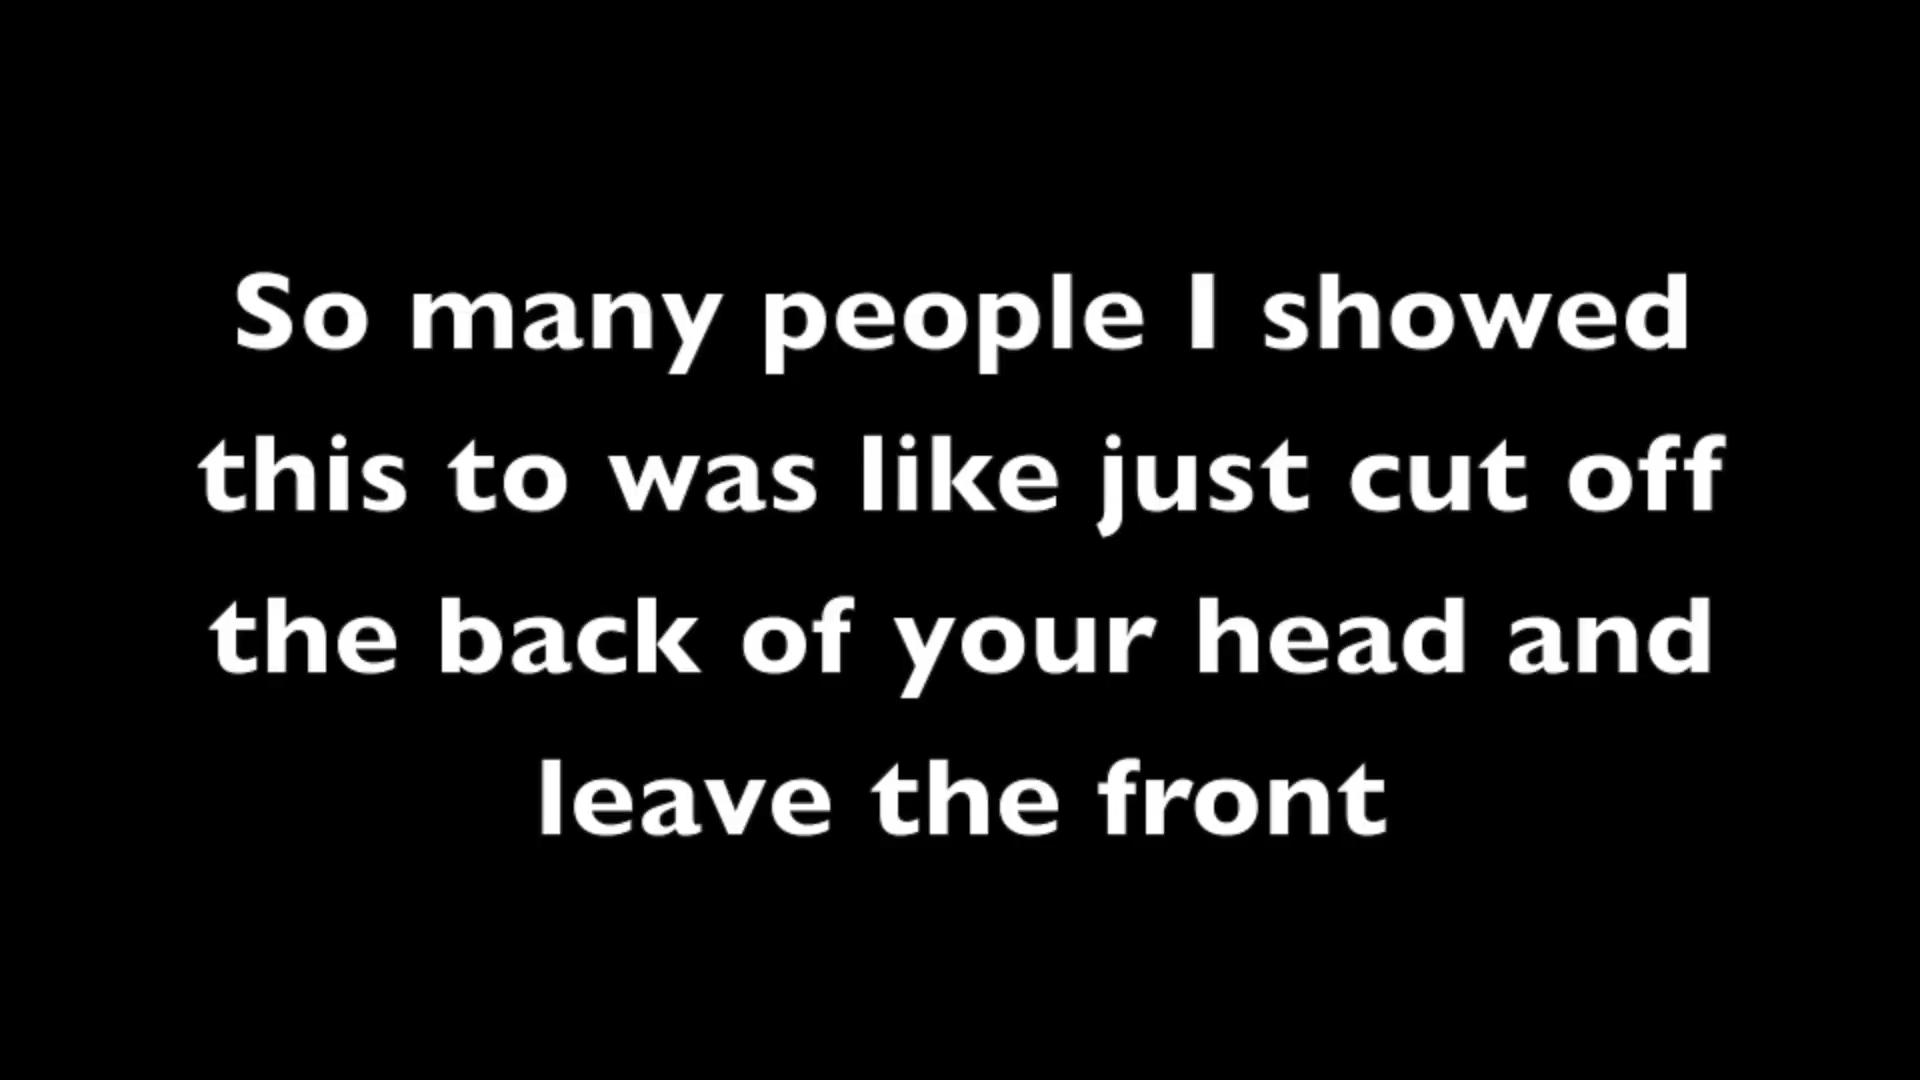 So many people I showed
this to was like just cut off
the back of your head and
leave the front